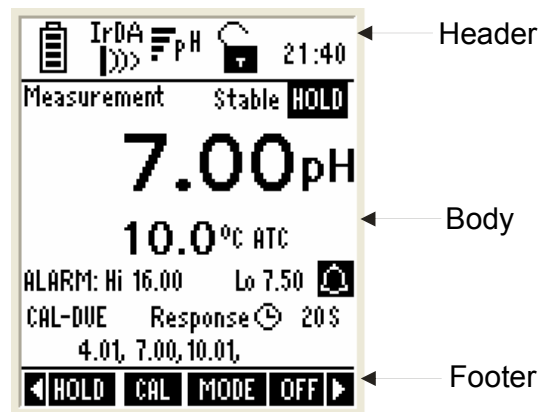 IrDA pH 21:40
Header
Measurement Stable HOLD
7.00pH
Body
10.0°C ATC
ALARM: Hi 16.00 Lo 7.50
CAL-DUE Response 20S
4.01, 7.00, 10.01,
HOLD CAL MODE OFF
Footer